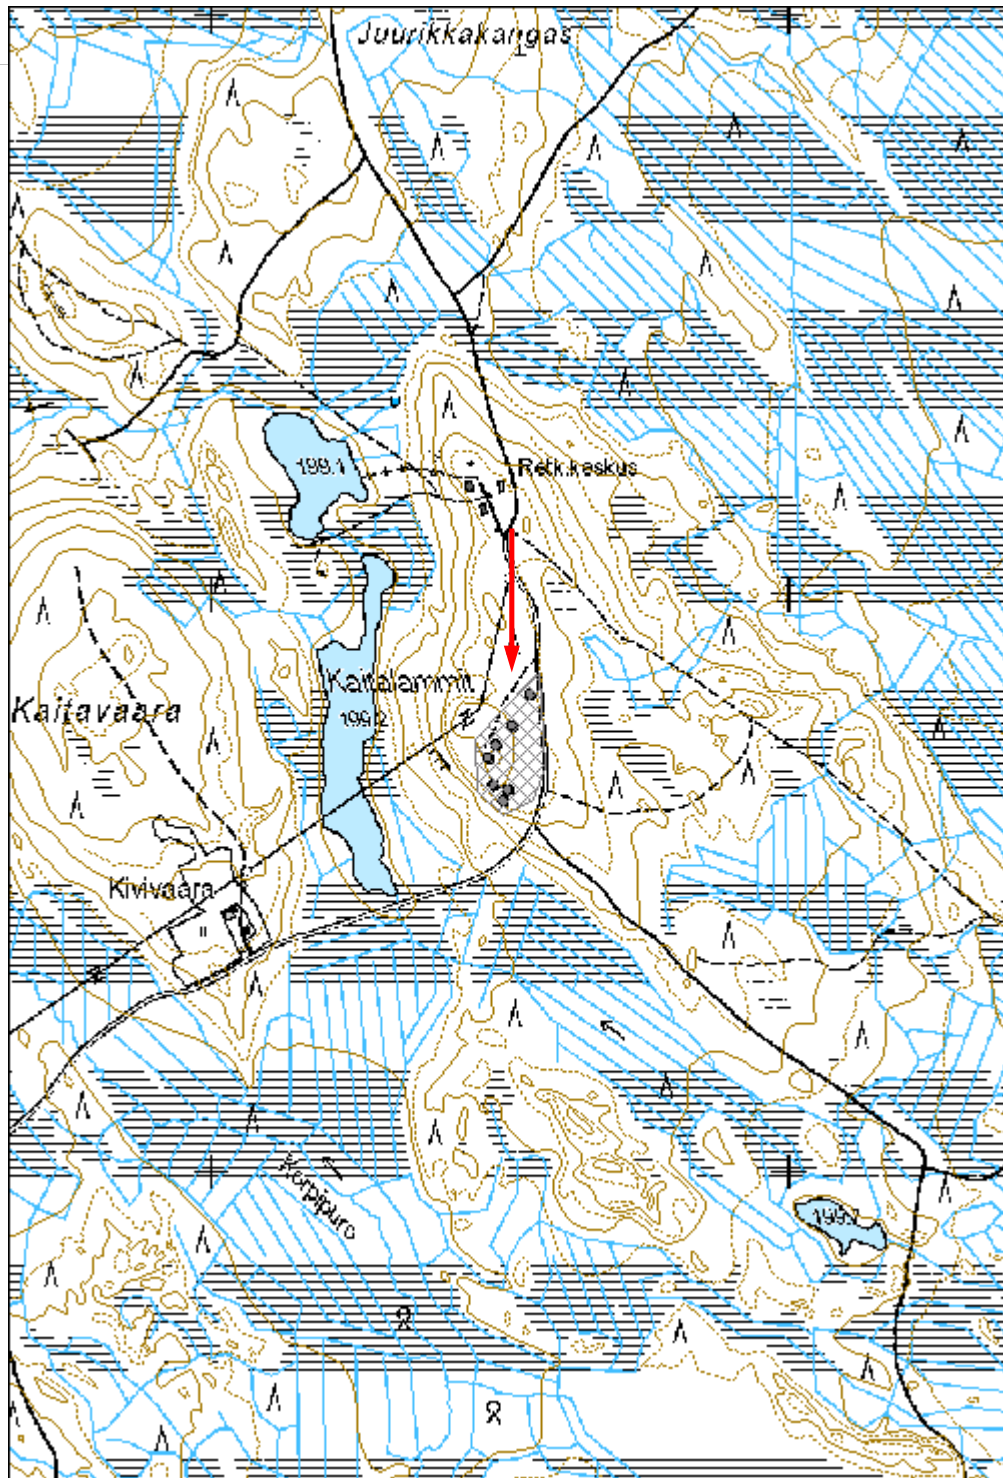 Juurikkakangas
199.1
Retk.keskus
Kaitalammit
Kaitavaara
199.2
Kivivaara
Korpipuro
199.7